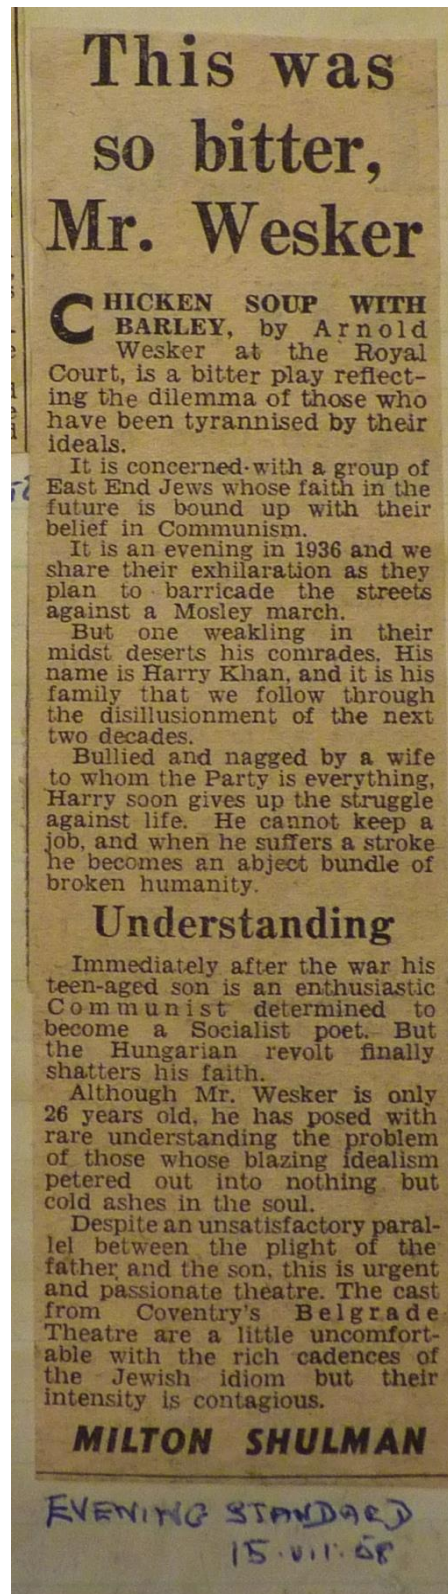 This was
so bitter,
Mr. Wesker
CHICKEN SOUP WITH
BARLEY, by Arnold
Wesker at the Royal
Court, is a bitter play reflect-
ing the dilemma of those who
have been tyrannised by their
ideals.
It is concerned with a group of
East End Jews whose faith in the
future is bound up with their
belief in Communism.
It is an evening in 1936 and we
share their exhilaration as they
plan to barricade the streets
against a Mosley march.
But one weakling in their
midst deserts his comrades. His
name is Harry Khan, and it is his
family that we follow through
the disillusionment of the next
two decades.
Bullied and nagged by a wife
to whom the Party is everything,
Harry soon gives up the struggle
against life. He cannot keep a
job, and when he suffers a stroke
he becomes an abject bundle of
broken humanity.
Understanding
Immediately after the war his
teen-aged son is an enthusiastic
Communist determined to
become a Socialist poet. But
the Hungarian revolt finally
shatters his faith.
Although Mr. Wesker is only
26 years old, he has posed with
rare understanding the problem
of those whose blazing idealism
petered out into nothing but
cold ashes in the soul.
Despite an unsatisfactory paral-
lel between the plight of the
father and the son, this is urgent
and passionate theatre. The cast
from Coventry's Belgrade
Theatre are a little uncomfort-
able with the rich cadences of
the Jewish idiom but their
intensity is contagious.
MILTON SHULMAN
EVENING STANDARD
15.VII.58